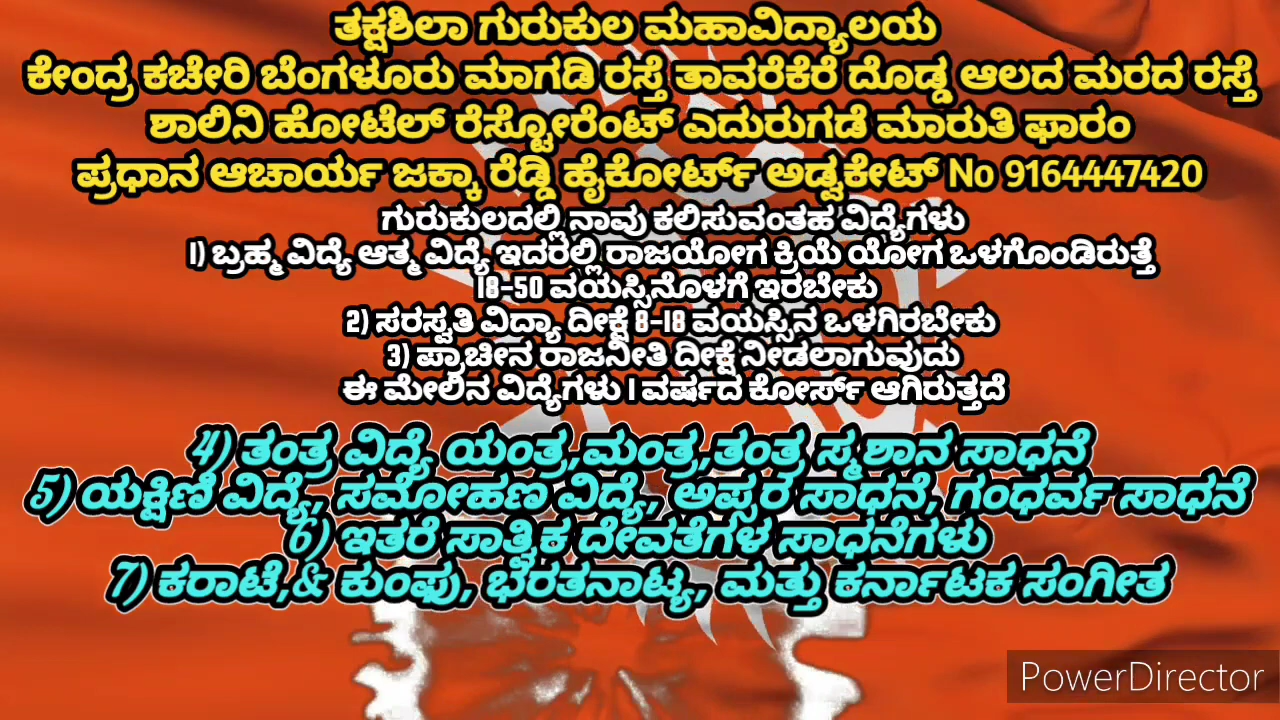 ತಕ್ಷಶಿಲಾ ಗುರುಕುಲ ಮಹಾವಿದ್ಯಾಲಯ
ಕೇಂದ್ರ ಕಚೇರಿ ಬೆಂಗಳೂರು ಮಾಗಡಿ ರಸ್ತೆ ತಾವರೆಕೆರೆ ದೊಡ್ಡ ಆಲದ ಮರದ ರಸ್ತೆ
ಶಾಲಿನಿ ಹೋಟೆಲ್ ರೆಸ್ಟೋರೆಂಟ್ ಎದುರುಗಡೆ ಮಾರುತಿ ಫಾರಂ
ಪ್ರಧಾನ ಆಚಾರ್ಯ ಜಕ್ಕಾ ರೆಡ್ಡಿ ಹೈಕೋರ್ಟ್ ಅಡ್ವಕೇಟ್ No 9164447420
ಗುರುಕುಲದಲ್ಲಿ ನಾವು ಕಲಿಸುವಂತಹ ವಿದ್ಯೆಗಳು
1) ಬ್ರಹ್ಮ ವಿದ್ಯೆ ಆತ್ಮ ವಿದ್ಯೆ ಇದರಲ್ಲಿ ರಾಜಯೋಗ ಕ್ರಿಯೆ ಯೋಗ ಒಳಗೊಂಡಿರುತ್ತೆ
18-50 ವಯಸ್ಸಿನೊಳಗೆ ಇರಬೇಕು
2) ಸರಸ್ವತಿ ವಿದ್ಯಾ ದೀಕ್ಷೆ 8-18 ವಯಸ್ಸಿನ ಒಳಗಿರಬೇಕು
3) ಪ್ರಾಚೀನ ರಾಜನೀತಿ ದೀಕ್ಷೆ ನೀಡಲಾಗುವುದು
ಈ ಮೇಲಿನ ವಿದ್ಯೆಗಳು 1 ವರ್ಷದ ಕೋರ್ಸ್ ಆಗಿರುತ್ತದೆ
4) ತಂತ್ರ ವಿದ್ಯೆ ಯಂತ್ರ,ಮಂತ್ರ,ತಂತ್ರ ಸ್ಮಶಾನ ಸಾಧನೆ
5) ಯಕ್ಷಿಣಿ ವಿದ್ಯೆ, ಸಮೋಹಣ ವಿದ್ಯೆ, ಅಪ್ಸರ ಸಾಧನೆ, ಗಂಧರ್ವ ಸಾಧನೆ
6) ಇತರೆ ಸಾತ್ವಿಕ ದೇವತೆಗಳ ಸಾಧನೆಗಳು
7) ಕರಾಟೆ,& ಕುಂಫು, ಭರತನಾಟ್ಯ, ಮತ್ತು ಕರ್ನಾಟಕ ಸಂಗೀತ
PowerDirector